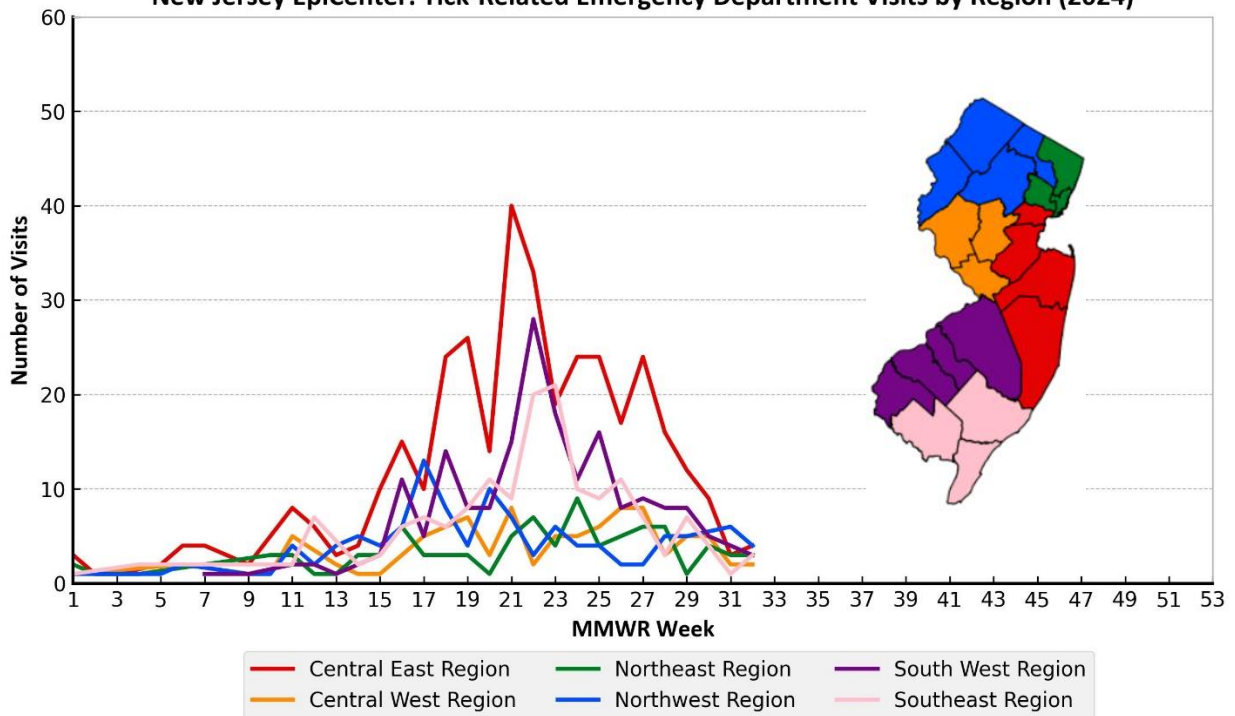 New Jersey EpiCenter: Tick-Related Emergency Department Visits by Region (2024)
60
50
40
30
20
10
0
Number of Visits
1 3 5 7 9 11 13 15 17 19 21 23 25 27 29 31 33 35 37 39 41 43 45 47 49 51 53
MMWR Week
Central East Region Northeast Region South West Region
Central West Region Northwest Region Southeast Region